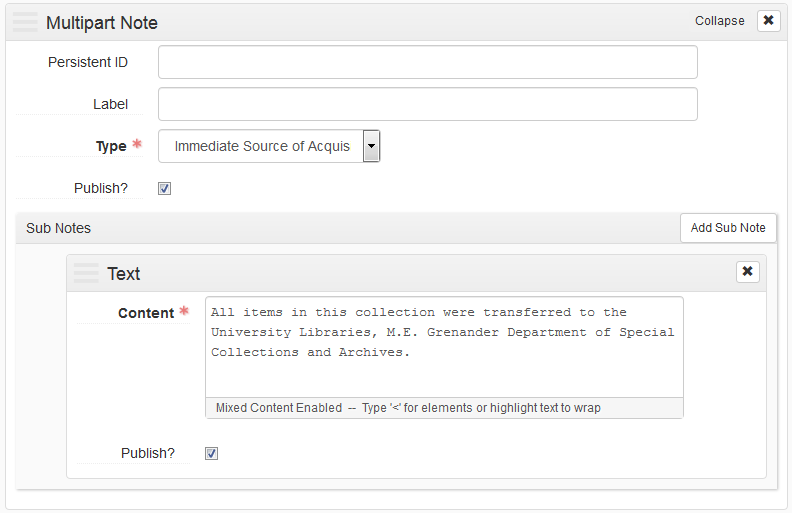 Multipart Note
Collapse ✖
Persistent ID
Label
Type * Immediate Source of Acquis
Publish?
Sub Notes
Add Sub Note
Text ✖
Content *
All items in this collection were transferred to the
University Libraries, M.E. Grenander Department of Special
Collections and Archives.
Mixed Content Enabled -- Type '<' for elements or highlight text to wrap
Publish?